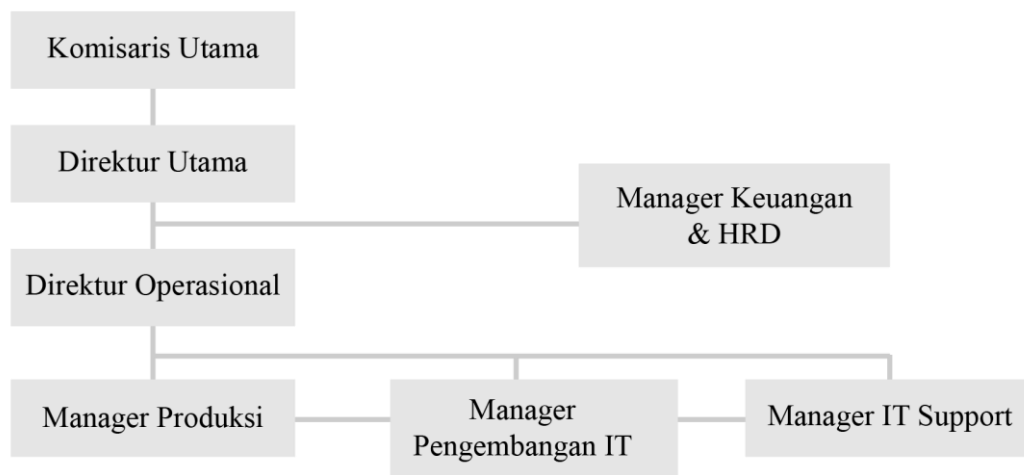 Komisaris Utama
Direktur Utama
Manager Keuangan
& HRD
Direktur Operasional
Manager Produksi
Manager
Pengembangan IT
Manager IT Support